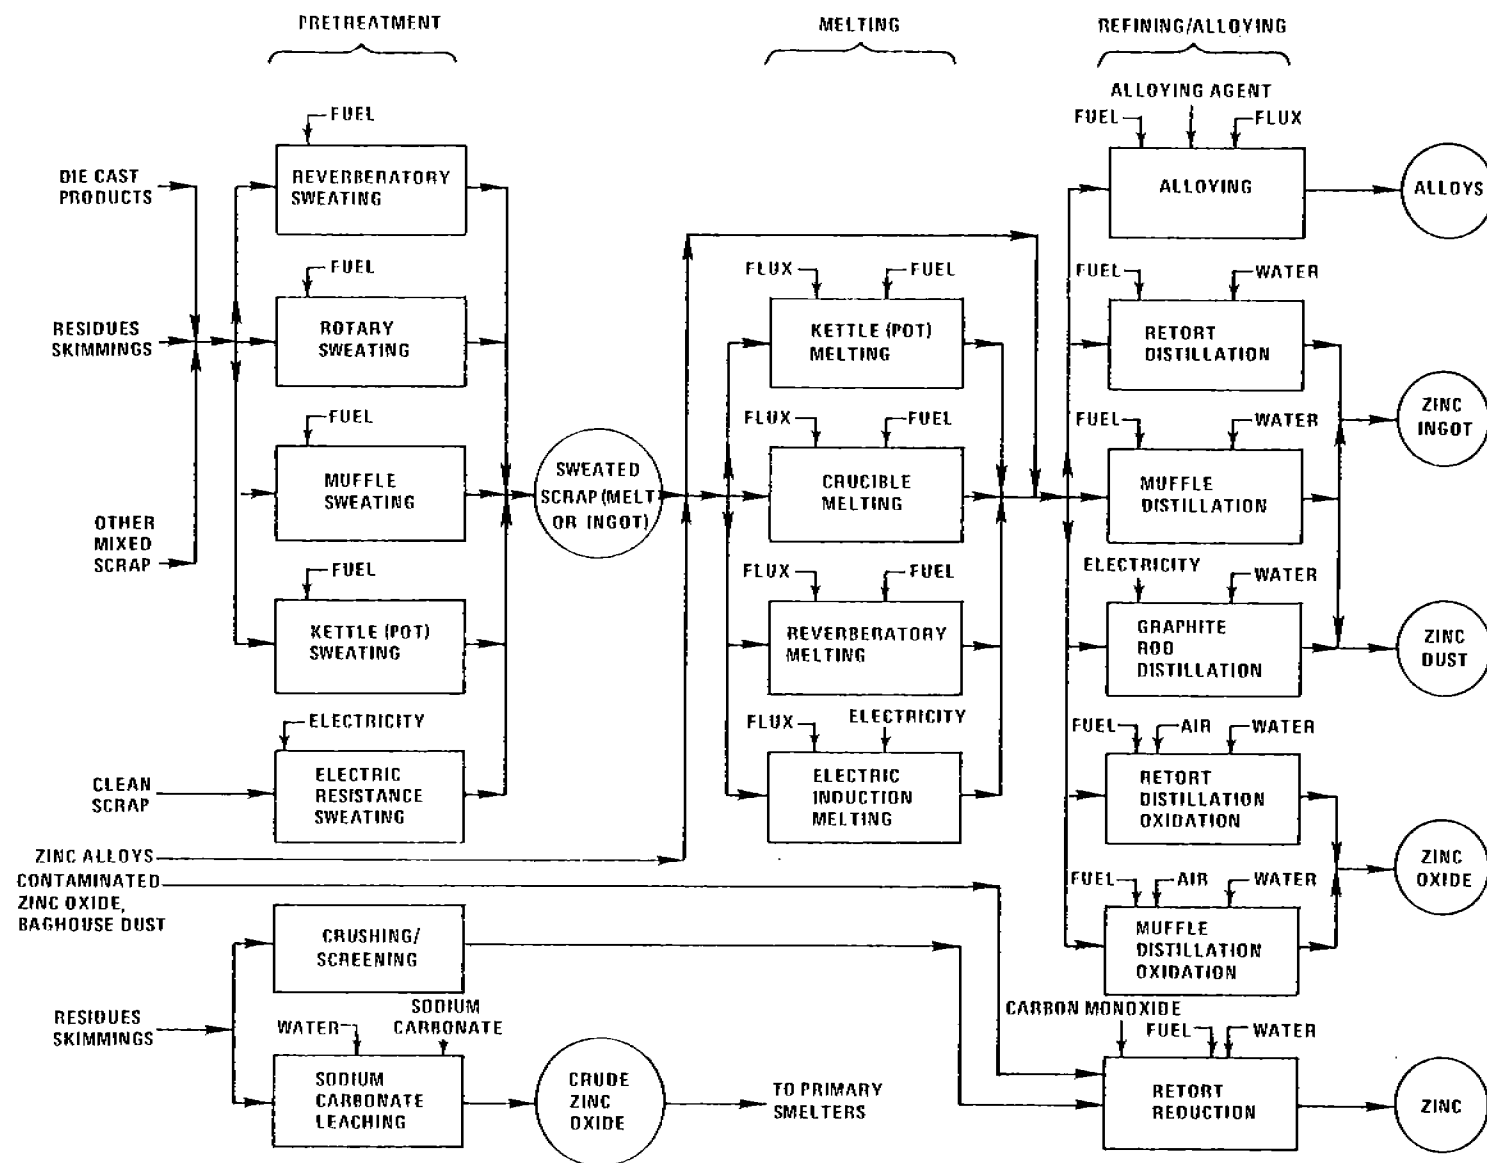 PRETREATMENT
MELTING
REFINING/ALLOYING
ALLOYING AGENT
FUEL
FUEL
FLUX
DIE CAST
PRODUCTS
REVERBERATORY
SWEATING
ALLOYING
ALLOYS
FUEL
FLUX
FUEL
FUEL
WATER
RESIDUES
SKIMMINGS
ROTARY
SWEATING
KETTLE (POT)
MELTING
RETORT
DISTILLATION
ZINC
INGOT
FUEL
FLUX
FUEL
FUEL
WATER
MUFFLE
SWEATING
SWEATED
SCRAP (MELT
OR INGOT)
CRUCIBLE
MELTING
MUFFLE
DISTILLATION
OTHER
MIXED
SCRAP
FUEL
FLUX
FUEL
ELECTRICITY
WATER
KETTLE (POT)
SWEATING
REVERBERATORY
MELTING
GRAPHITE
ROD
DISTILLATION
ZINC
DUST
ELECTRICITY
FLUX
ELECTRICITY
FUEL
AIR
WATER
CLEAN
SCRAP
ELECTRIC
RESISTANCE
SWEATING
ELECTRIC
INDUCTION
MELTING
RETORT
DISTILLATION
OXIDATION
ZINC
OXIDE
ZINC ALLOYS
CONTAMINATED
ZINC OXIDE,
BAGHOUSE DUST
FUEL
AIR
WATER
CRUSHING/
SCREENING
MUFFLE
DISTILLATION
OXIDATION
RESIDUES
SKIMMINGS
WATER
SODIUM
CARBONATE
CARBON MONOXIDE
FUEL
WATER
SODIUM
CARBONATE
LEACHING
CRUDE
ZINC
OXIDE
TO PRIMARY
SMELTERS
RETORT
REDUCTION
ZINC